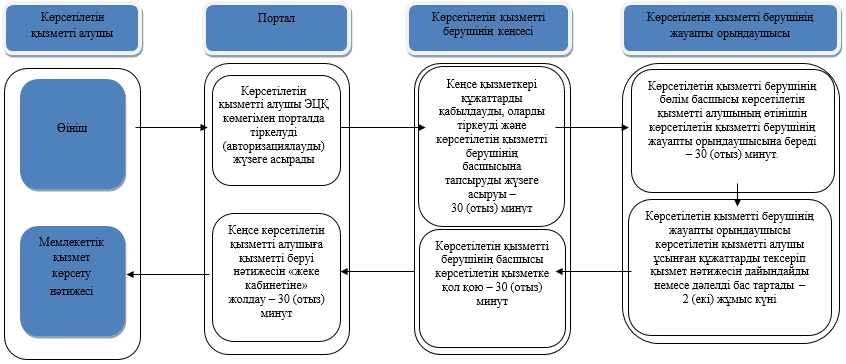 Көрсетілетін
қызметті алушы
Портал
Көрсетілетін қызметті
берушінің кеңсесі
Көрсетілетін қызметті берушінің
жауапты орындаушысы
Өініш
Көрсетілетін
қызметті алушы ЭЦҚ
көмегімен порталда
тіркелуді
(авторизациялауды)
жүзеге асырады
Кеңсе қызметкері
құжаттарды
қабылдауды, оларды
тіркеуді және
көрсетілетін қызметті
берушінің
басшысына
тапсыруды жүзеге
асыруы –
30 (отыз) минут
Көрсетілетін қызметті берушінің
бөлім басшысы көрсетілетін
қызметті алушының өтінішін
көрсетілетін қызметті берушінің
жауапты орындаушысына береді
– 30 (отыз) минут.
Мемлекеттік
қызмет
көрсету
нәтижесі
Кеңсе көрсетілетін
қызметті алушыға
қызметті беруі
нәтижесін «жеке
кабинетіне»
жолдау – 30 (отыз)
минут
Көрсетілетін қызметті
берушінің басшысы
көрсетілетін қызметке
қол қою – 30 (отыз)
минут
Көрсетілетін қызметті берушінің
жауапты орындаушысы
көрсетілетін қызметті алушы
ұсынған құжаттарды тексеріп
қызмет нәтижесін дайындайды
немесе дәлелді бас тартады –
2 (екі) жұмыс күні